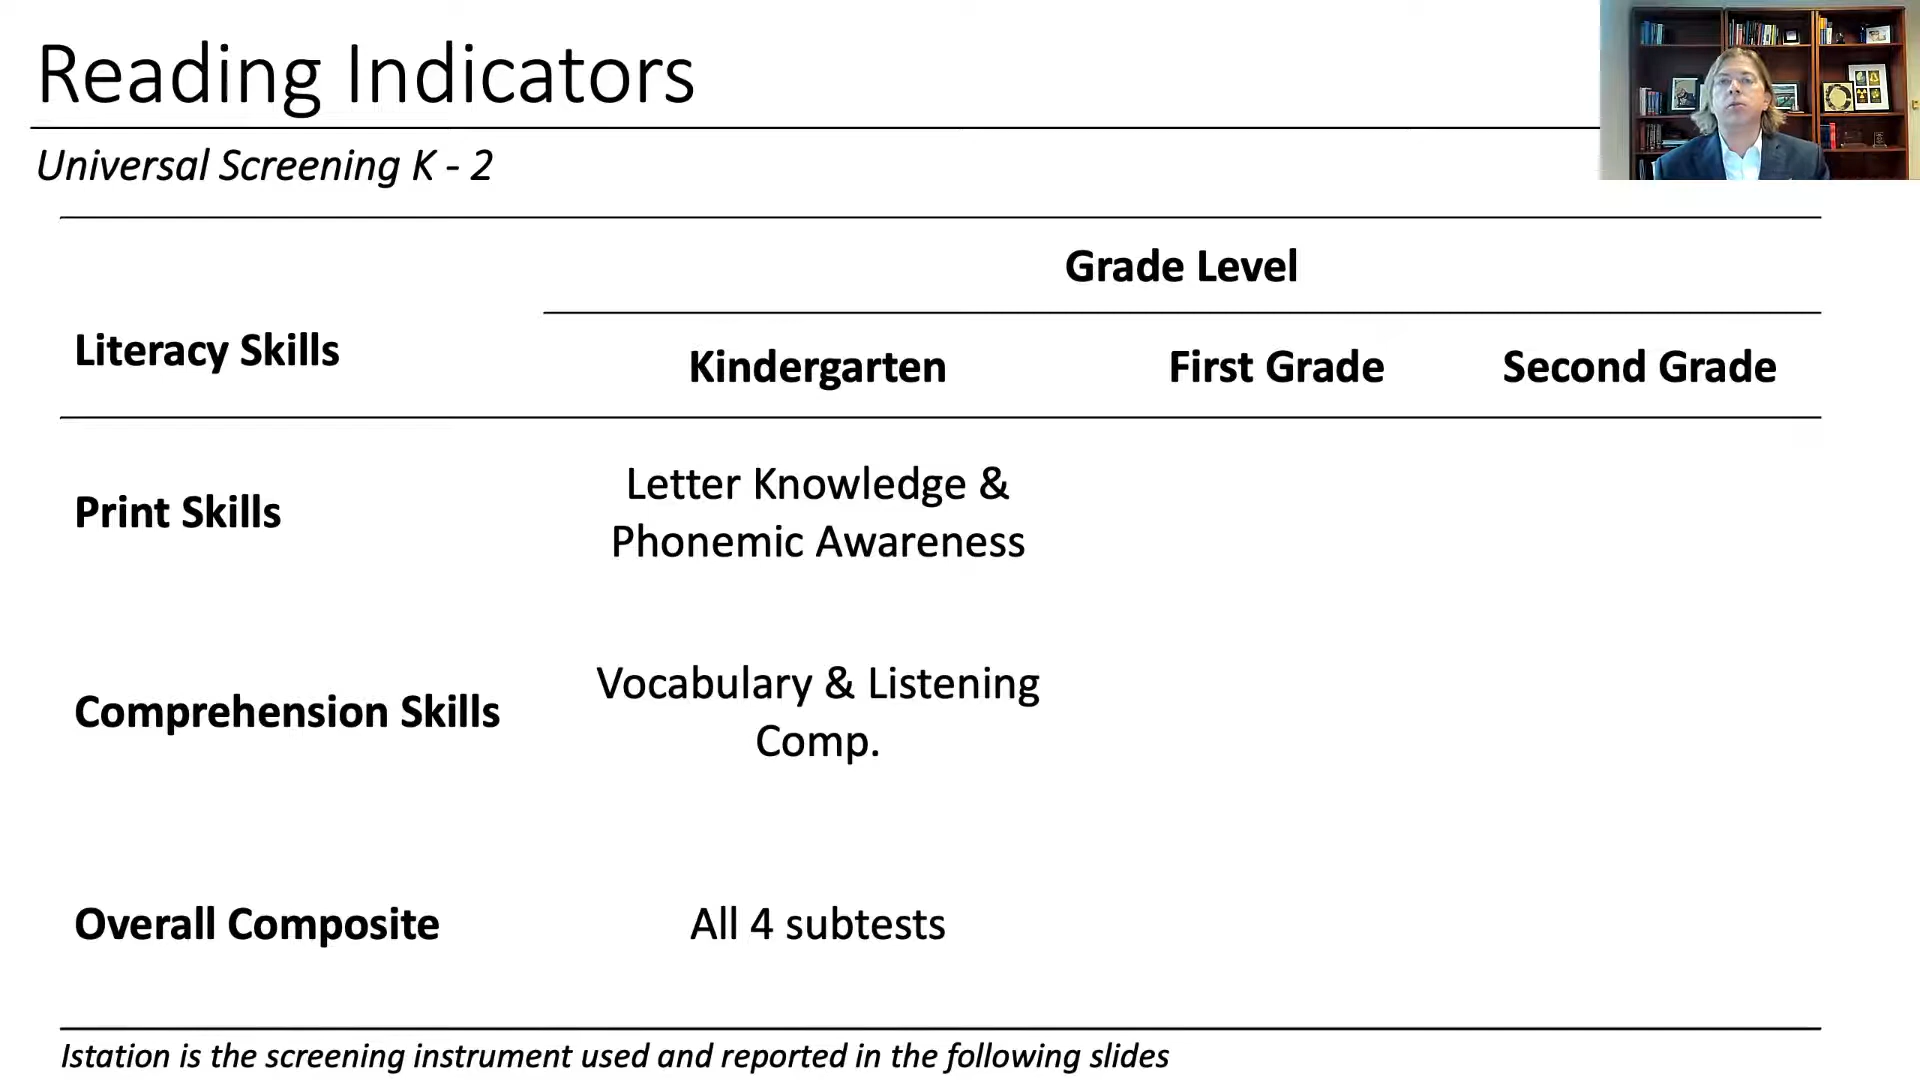 Reading Indicators
Universal Screening K - 2
Grade Level
Literacy Skills
Kindergarten
First Grade
Second Grade
Print Skills
Letter Knowledge &
Phonemic Awareness
Comprehension Skills
Vocabulary & Listening
Comp.
Overall Composite
All 4 subtests
Istation is the screening instrument used and reported in the following slides